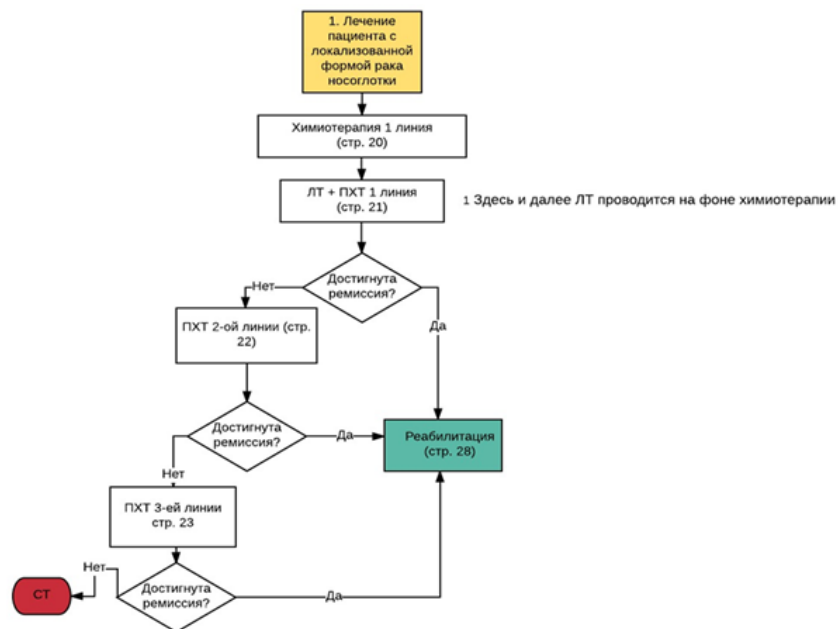 1. Лечение
пациента с
локализованной
формой рака
носоглотки
Химиотерапия 1 линия
(стр. 20)
ЛТ + ПХТ 1 линия
(стр. 21)
1 Здесь и далее ЛТ проводится на фоне химиотерапии
Достигнута
ремиссия?
Нет
Да
ПХТ 2-ой линии (стр.
22)
Достигнута
ремиссия?
Да
Реабилитация
(стр. 28)
Нет
ПХТ 3-ей линии
стр. 23
Нет
СТ
Достигнута
ремиссия?
Да